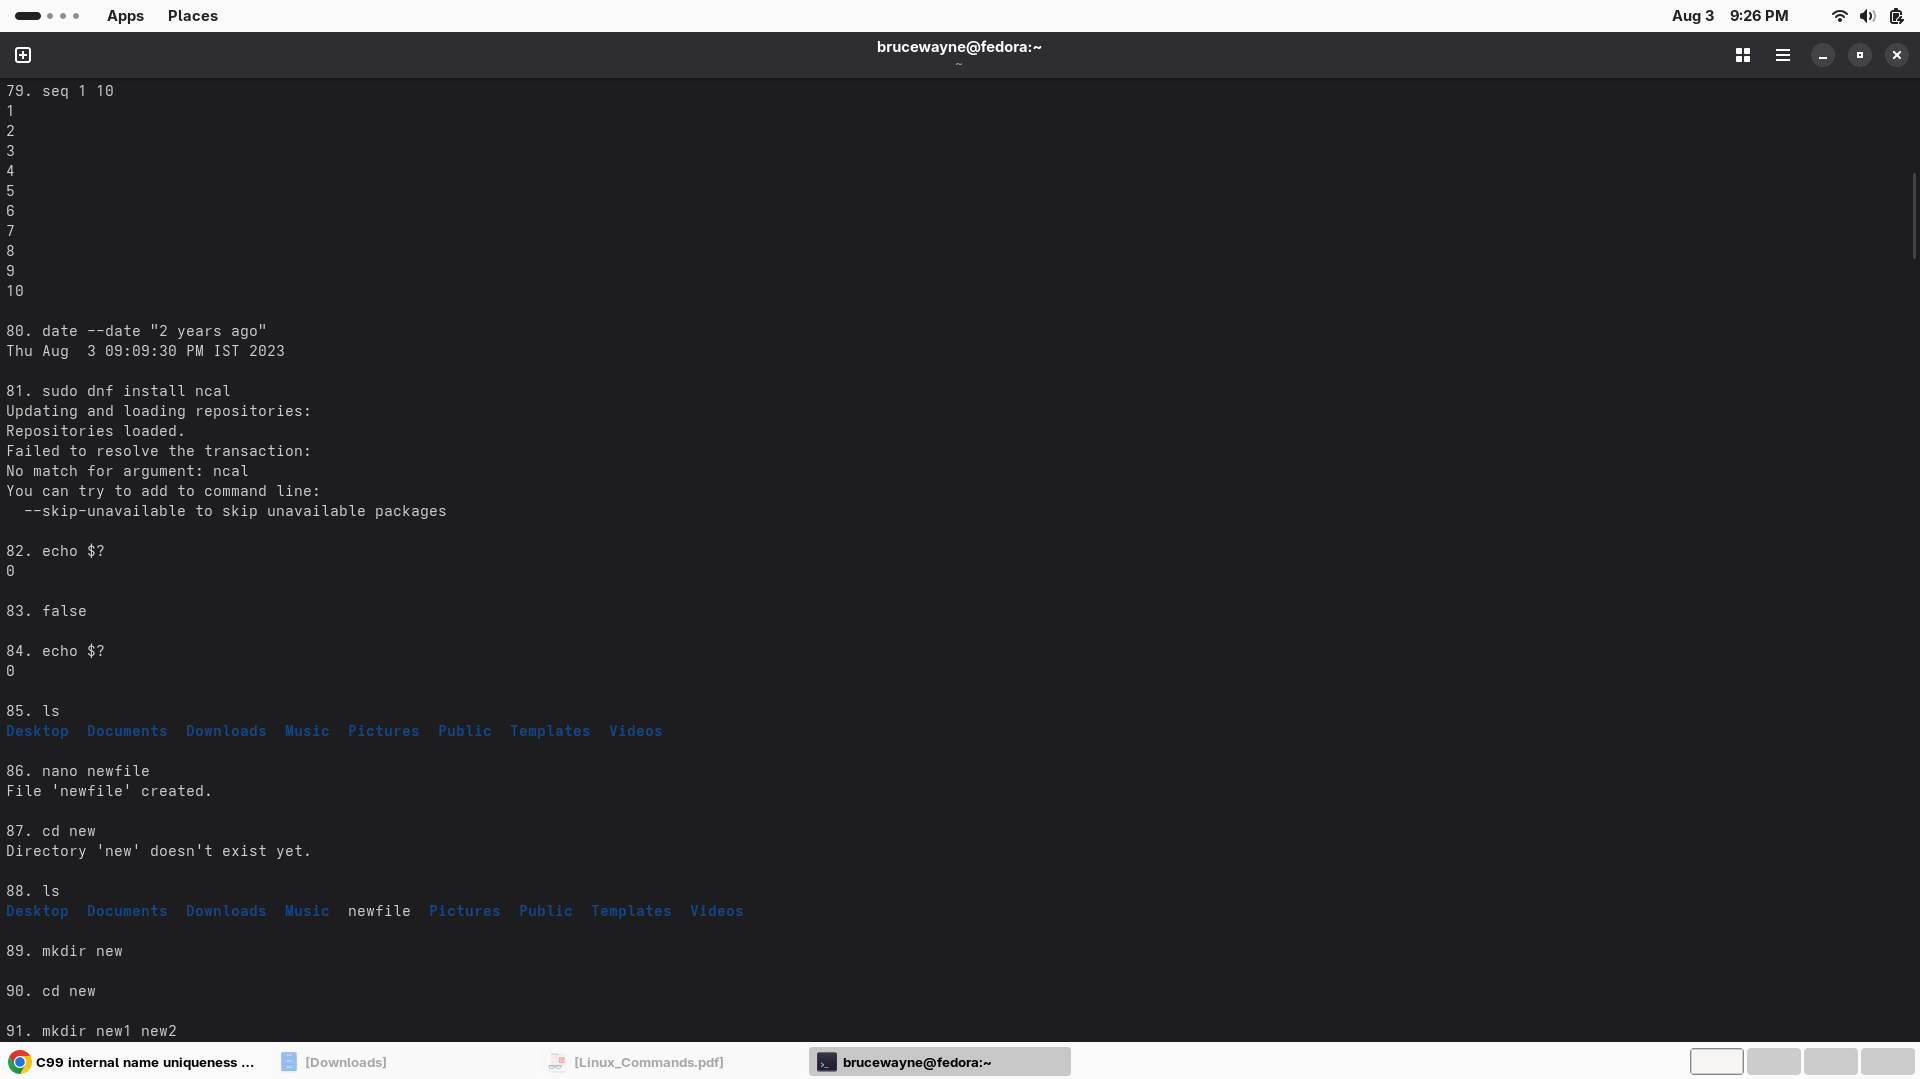 Apps Places Aug 3 9:26 PM
brucewayne@fedora:~
~
79. seq 1 10
1
2
3
4
5
6
7
8
9
10
80. date --date "2 years ago"
Thu Aug  3 09:09:30 PM IST 2023
81. sudo dnf install ncal
Updating and loading repositories:
Repositories loaded.
Failed to resolve the transaction:
No match for argument: ncal
You can try to add to command line:
  --skip-unavailable to skip unavailable packages
82. echo $?
0
83. false
84. echo $?
0
85. ls
Desktop  Documents  Downloads  Music  Pictures  Public  Templates  Videos
86. nano newfile
File 'newfile' created.
87. cd new
Directory 'new' doesn't exist yet.
88. ls
Desktop  Documents  Downloads  Music  newfile  Pictures  Public  Templates  Videos
89. mkdir new
90. cd new
91. mkdir new1 new2
C99 internal name uniqueness ... [Downloads] [Linux_Commands.pdf] brucewayne@fedora:~